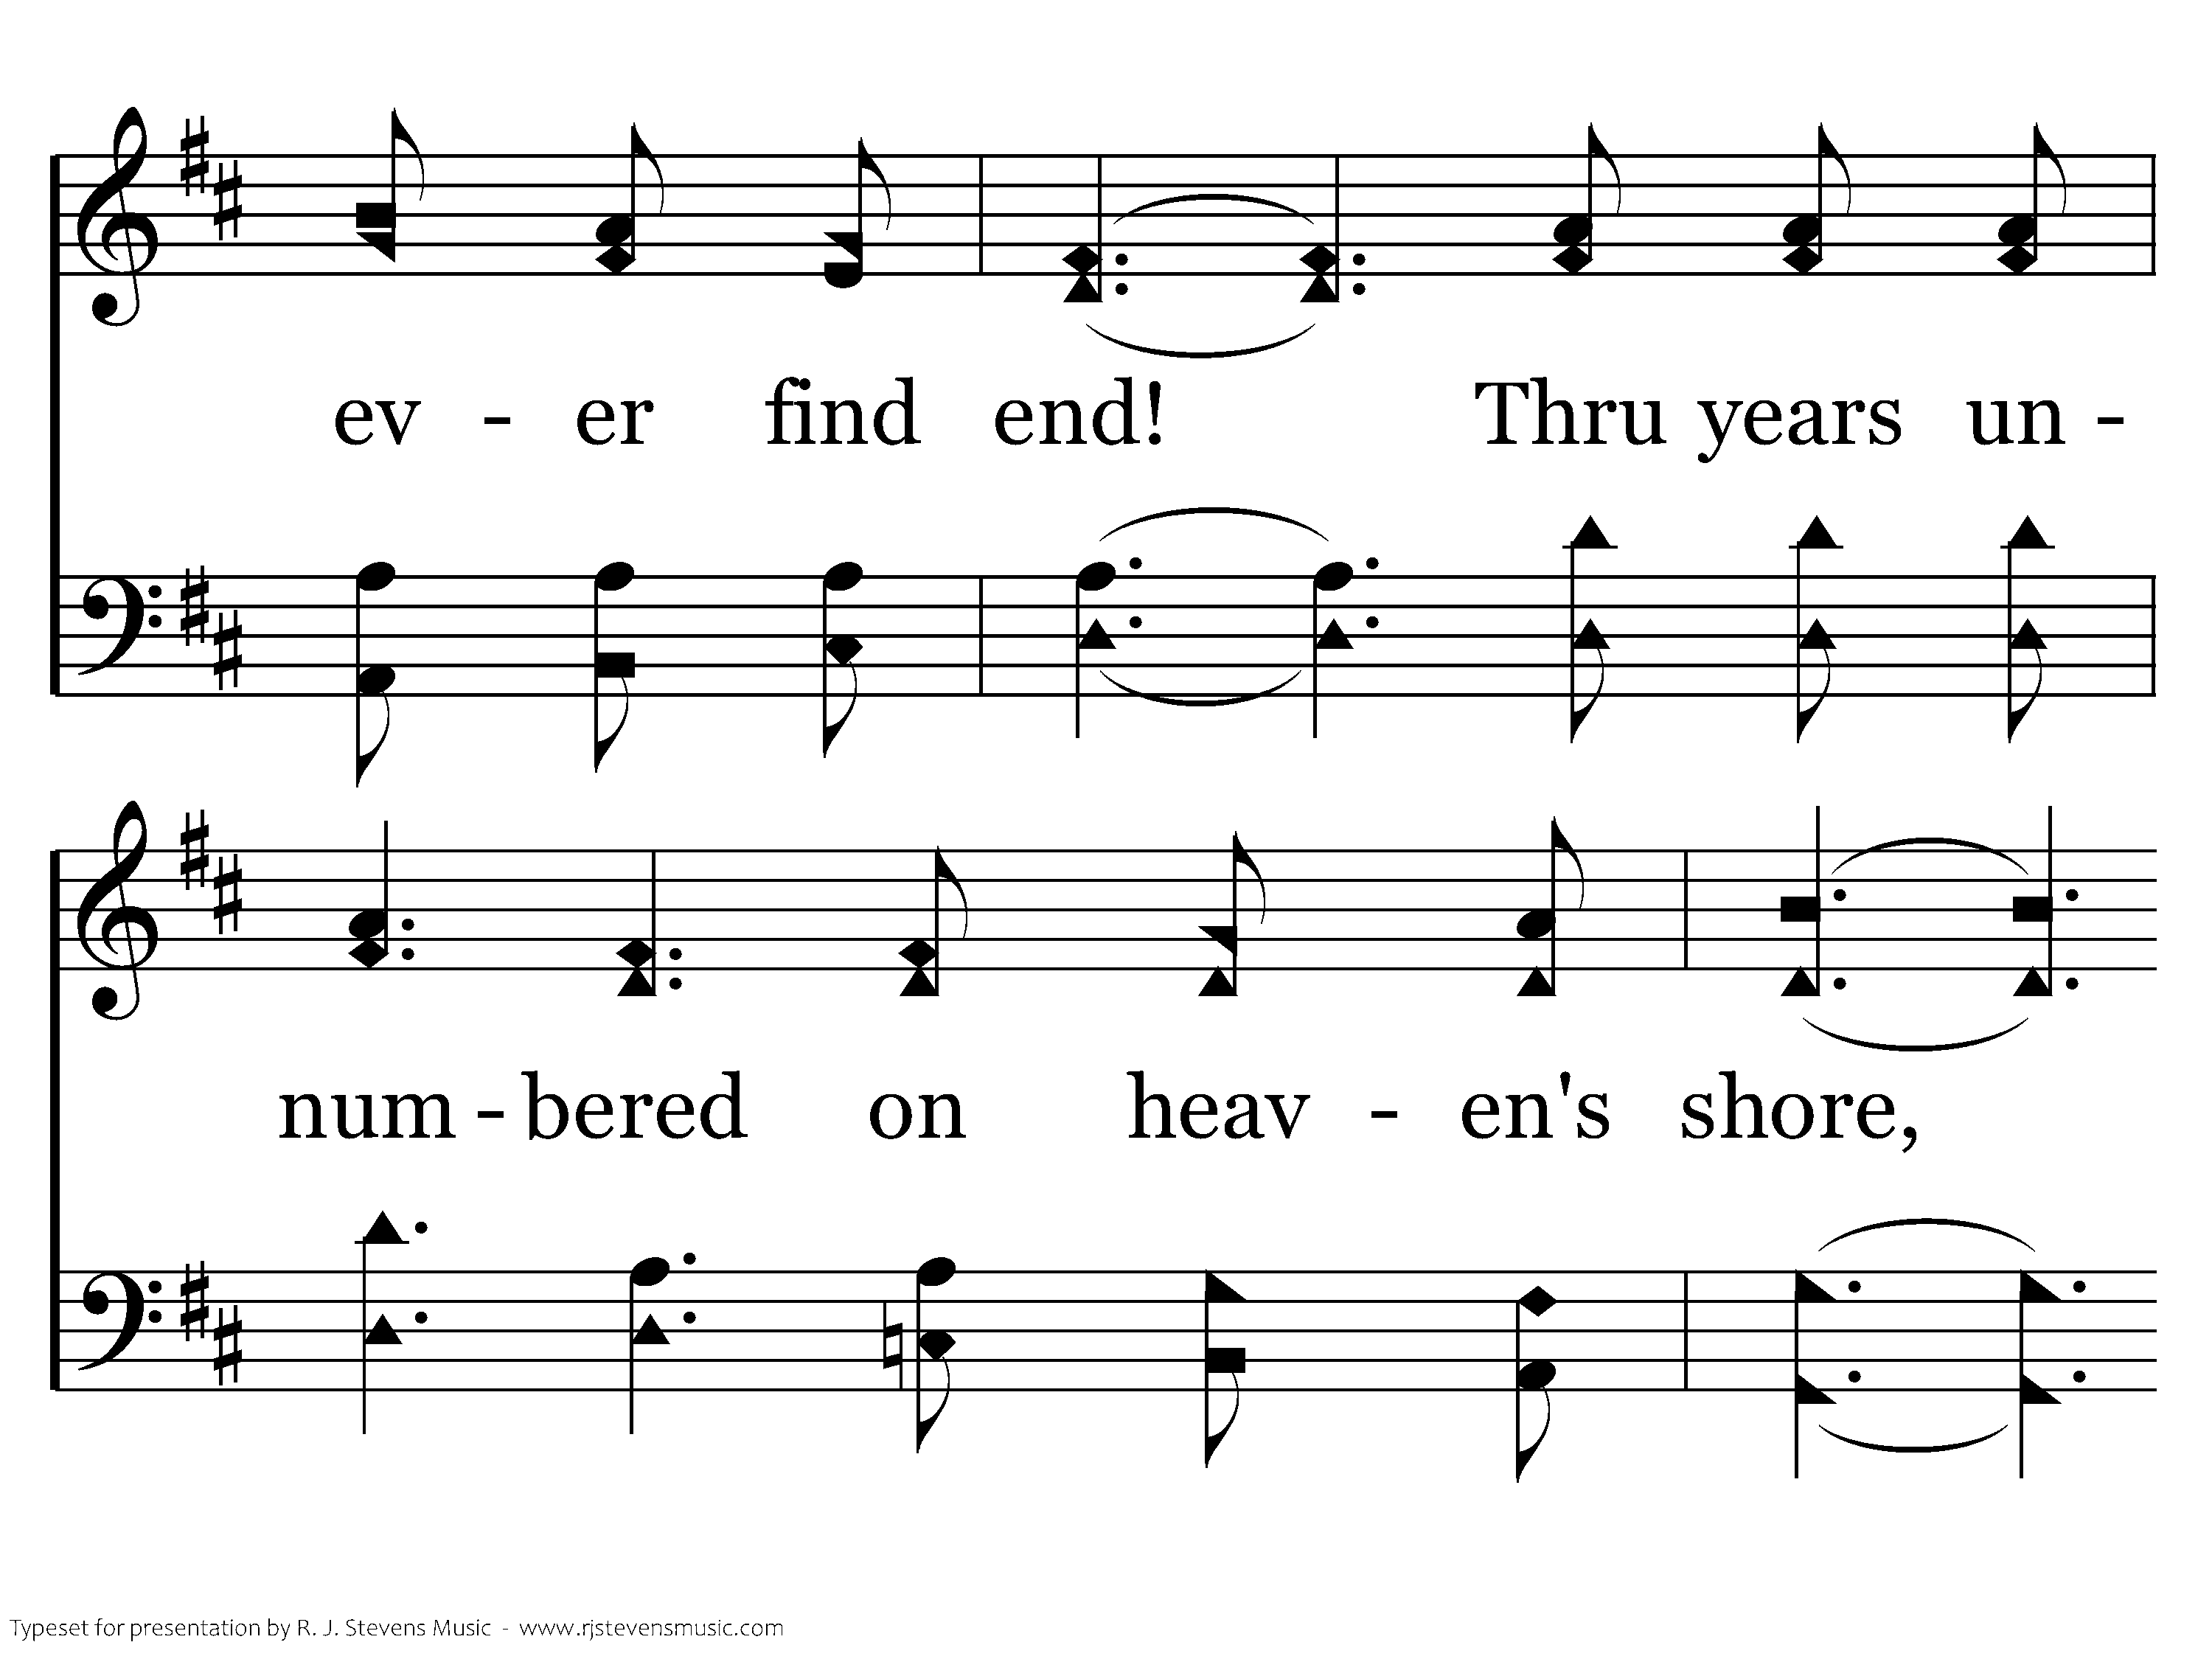 ev - er find end! Thru years un -
num - bered on heav - en's shore,
Typeset for presentation by R. J. Stevens Music - www.rjstevensmusic.com